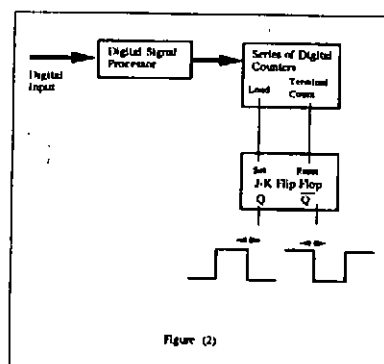 Digital Signal
Processor
Series of Digital
Counters
Digital
Input
Load
Terminal
Count
Set
Reset
J-K Flip Flop
Q
Q̅
Figure (2)